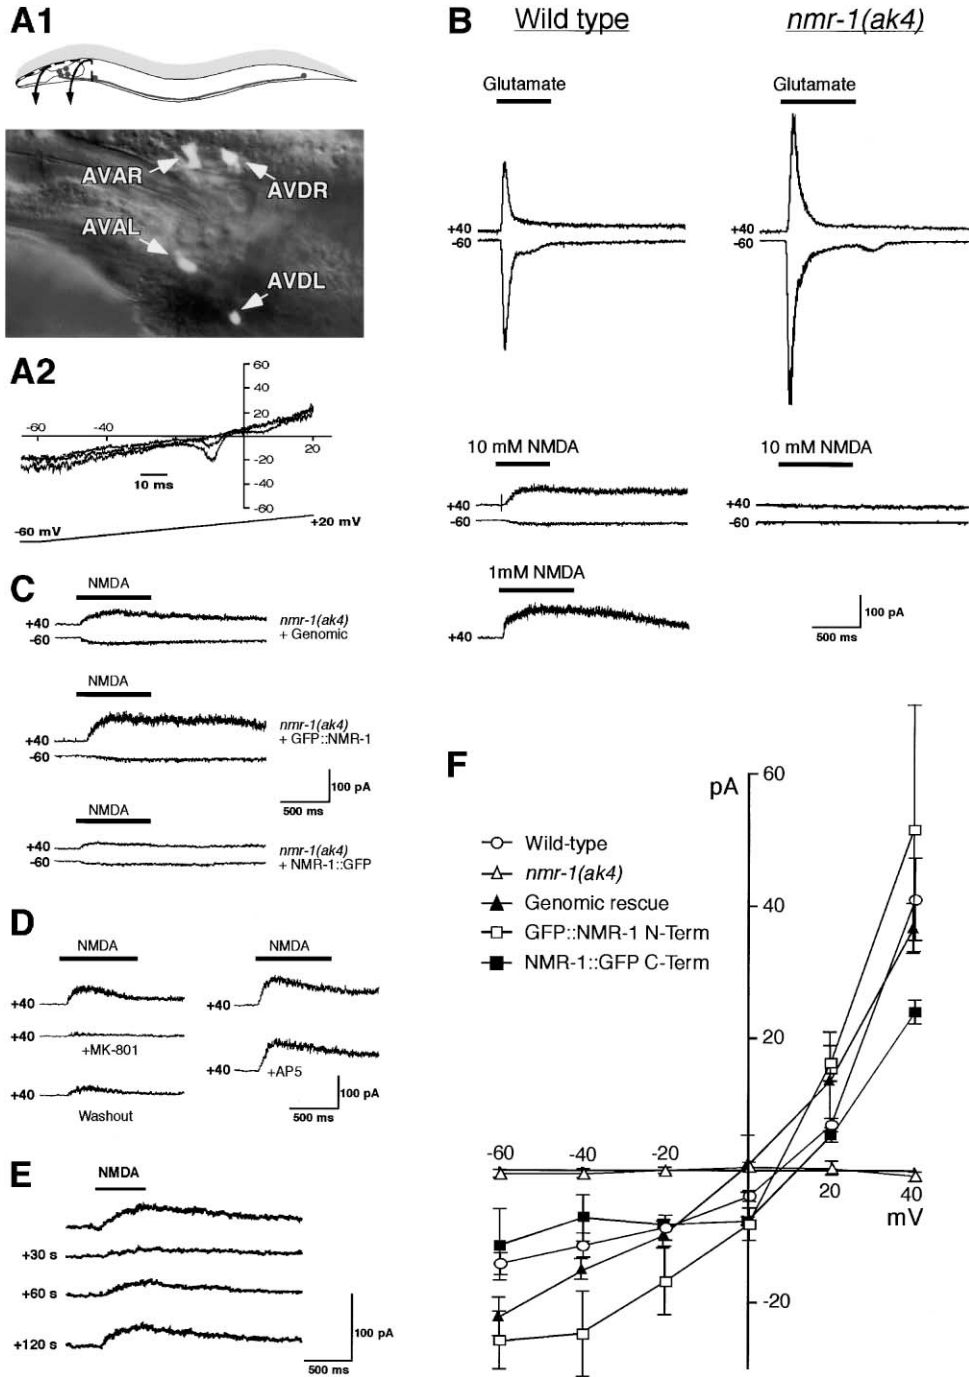 A1
AVAR
AVDR
AVAL
AVDL
A2
60
40
20
-60
-40
20
-20
-40
-60
10 ms
-60 mV
+20 mV
B
Wild type
nmr-1(ak4)
Glutamate
Glutamate
+40
-60
+40
-60
10 mM NMDA
10 mM NMDA
+40
-60
+40
-60
1mM NMDA
+40
100 pA
500 ms
C
NMDA
+40
-60
nmr-1(ak4)
+ Genomic
NMDA
+40
-60
nmr-1(ak4)
+ GFP::NMR-1
100 pA
500 ms
NMDA
+40
-60
nmr-1(ak4)
+ NMR-1::GFP
D
NMDA
NMDA
+40
+40
+40
+MK-801
+40
+AP5
+40
Washout
100 pA
500 ms
E
NMDA
+30 s
+60 s
+120 s
100 pA
500 ms
F
pA
60
Wild-type
nmr-1(ak4)
Genomic rescue
GFP::NMR-1 N-Term
NMR-1::GFP C-Term
40
20
-60
-40
-20
20
40
mV
-20